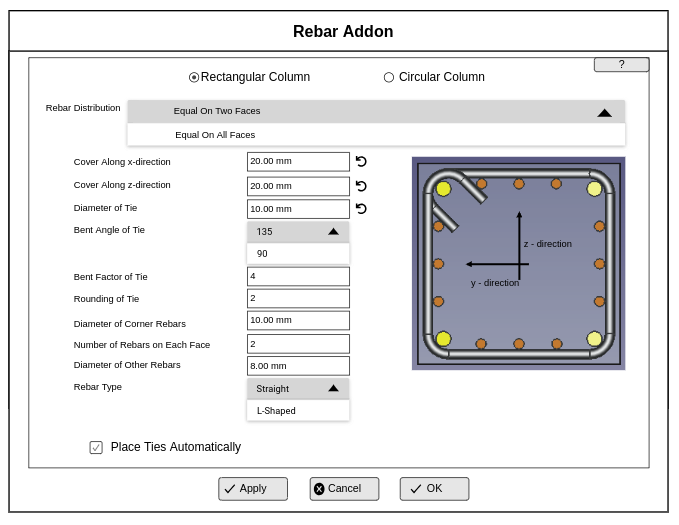 Rebar Addon
?
Rectangular Column Circular Column
Rebar Distribution Equal On Two Faces
Equal On All Faces
Cover Along x-direction 20.00 mm
Cover Along z-direction 20.00 mm
Diameter of Tie 10.00 mm
Bent Angle of Tie 135
90
Bent Factor of Tie 4
Rounding of Tie 2
Diameter of Corner Rebars 10.00 mm
Number of Rebars on Each Face 2
Diameter of Other Rebars 8.00 mm
Rebar Type Straight
L-Shaped
z - direction
y - direction
Place Ties Automatically
Apply Cancel OK